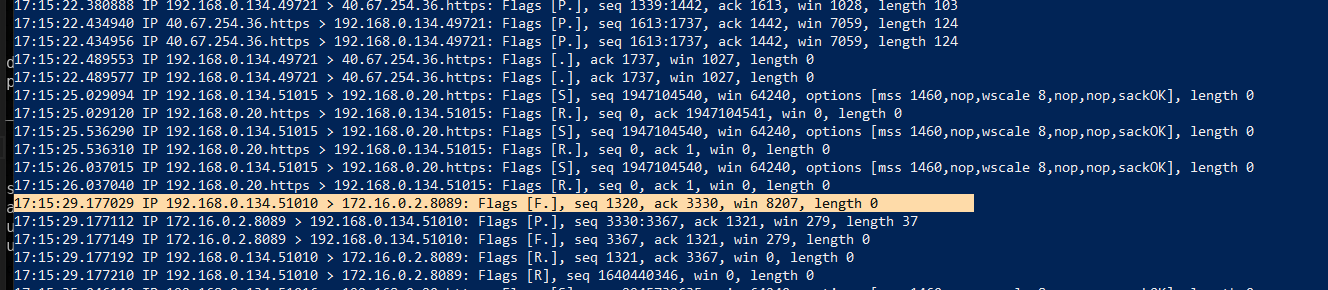 17:15:22.380888 IP 192.168.0.134.49721 > 40.67.254.36.https: Flags [P.], seq 1339:1442, ack 1613, win 1028, length 103
17:15:22.434940 IP 40.67.254.36.https > 192.168.0.134.49721: Flags [P.], seq 1613:1737, ack 1442, win 7059, length 124
17:15:22.434956 IP 40.67.254.36.https > 192.168.0.134.49721: Flags [P.], seq 1613:1737, ack 1442, win 7059, length 124
17:15:22.489553 IP 192.168.0.134.49721 > 40.67.254.36.https: Flags [.], ack 1737, win 1027, length 0
17:15:22.489577 IP 192.168.0.134.49721 > 40.67.254.36.https: Flags [.], ack 1737, win 1027, length 0
17:15:25.029094 IP 192.168.0.134.51015 > 192.168.0.20.https: Flags [S], seq 1947104540, win 64240, options [mss 1460,nop,wscale 8,nop,nop,sackOK], length 0
17:15:25.029120 IP 192.168.0.20.https > 192.168.0.134.51015: Flags [R.], seq 0, ack 1947104541, win 0, length 0
17:15:25.536290 IP 192.168.0.134.51015 > 192.168.0.20.https: Flags [S], seq 1947104540, win 64240, options [mss 1460,nop,wscale 8,nop,nop,sackOK], length 0
17:15:25.536310 IP 192.168.0.20.https > 192.168.0.134.51015: Flags [R.], seq 0, ack 1, win 0, length 0
17:15:26.037015 IP 192.168.0.134.51015 > 192.168.0.20.https: Flags [S], seq 1947104540, win 64240, options [mss 1460,nop,wscale 8,nop,nop,sackOK], length 0
17:15:26.037040 IP 192.168.0.20.https > 192.168.0.134.51015: Flags [R.], seq 0, ack 1, win 0, length 0
17:15:29.177029 IP 192.168.0.134.51010 > 172.16.0.2.8089: Flags [F.], seq 1320, ack 3330, win 8207, length 0
17:15:29.177112 IP 172.16.0.2.8089 > 192.168.0.134.51010: Flags [P.], seq 3330:3367, ack 1321, win 279, length 37
17:15:29.177149 IP 172.16.0.2.8089 > 192.168.0.134.51010: Flags [F.], seq 3367, ack 1321, win 279, length 0
17:15:29.177192 IP 192.168.0.134.51010 > 172.16.0.2.8089: Flags [R.], seq 1321, ack 3367, win 0, length 0
17:15:29.177210 IP 192.168.0.134.51010 > 172.16.0.2.8089: Flags [R], seq 1640440346, win 0, length 0